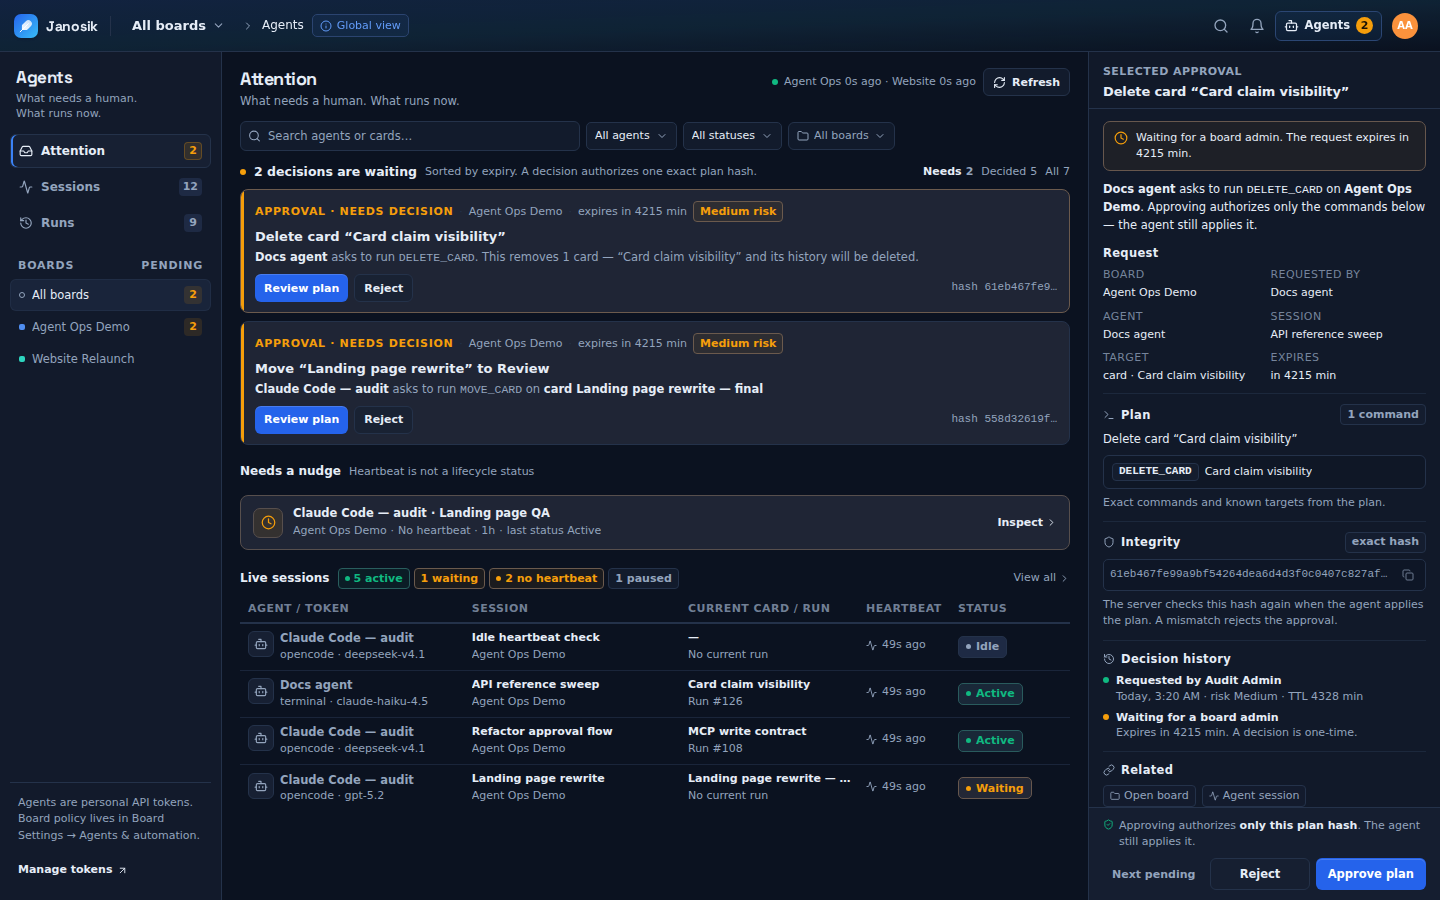 Janosik
All boards
Agents
Global view
Agents 2
AA
Agents
What needs a human.
What runs now.
Attention 2
Sessions 12
Runs 9
BOARDS PENDING
All boards 2
Agent Ops Demo 2
Website Relaunch
Agents are personal API tokens.
Board policy lives in Board
Settings → Agents & automation.
Manage tokens
Attention
What needs a human. What runs now.
Agent Ops 0s ago · Website 0s ago
Refresh
Search agents or cards...
All agents
All statuses
All boards
2 decisions are waiting Sorted by expiry. A decision authorizes one exact plan hash.
Needs 2 Decided 5 All 7
APPROVAL · NEEDS DECISION Agent Ops Demo expires in 4215 min Medium risk
Delete card “Card claim visibility”
Docs agent asks to run DELETE_CARD. This removes 1 card — “Card claim visibility” and its history will be deleted.
Review plan Reject hash 61eb467fe9…
APPROVAL · NEEDS DECISION Agent Ops Demo expires in 4215 min Medium risk
Move “Landing page rewrite” to Review
Claude Code — audit asks to run MOVE_CARD on card Landing page rewrite — final
Review plan Reject hash 558d32619f…
Needs a nudge Heartbeat is not a lifecycle status
Claude Code — audit · Landing page QA
Agent Ops Demo · No heartbeat · 1h · last status Active
Inspect
Live sessions 5 active 1 waiting 2 no heartbeat 1 paused View all
AGENT / TOKEN SESSION CURRENT CARD / RUN HEARTBEAT STATUS
Claude Code — audit Idle heartbeat check — 49s ago Idle
opencode · deepseek-v4.1 Agent Ops Demo No current run
Docs agent API reference sweep Card claim visibility 49s ago Active
terminal · claude-haiku-4.5 Agent Ops Demo Run #126
Claude Code — audit Refactor approval flow MCP write contract 49s ago Active
opencode · deepseek-v4.1 Agent Ops Demo Run #108
Claude Code — audit Landing page rewrite Landing page rewrite — … 49s ago Waiting
opencode · gpt-5.2 Agent Ops Demo No current run
SELECTED APPROVAL
Delete card “Card claim visibility”
Waiting for a board admin. The request expires in
4215 min.
Docs agent asks to run DELETE_CARD on Agent Ops
Demo. Approving authorizes only the commands below
— the agent still applies it.
Request
BOARD REQUESTED BY
Agent Ops Demo Docs agent
AGENT SESSION
Docs agent API reference sweep
TARGET EXPIRES
card · Card claim visibility in 4215 min
Plan 1 command
Delete card “Card claim visibility”
DELETE_CARD Card claim visibility
Exact commands and known targets from the plan.
Integrity exact hash
61eb467fe99a9bf54264dea6d4d3f0c0407c827af…
The server checks this hash again when the agent applies
the plan. A mismatch rejects the approval.
Decision history
Requested by Audit Admin
Today, 3:20 AM · risk Medium · TTL 4328 min
Waiting for a board admin
Expires in 4215 min. A decision is one-time.
Related
Open board Agent session
Approving authorizes only this plan hash. The agent
still applies it.
Next pending Reject Approve plan